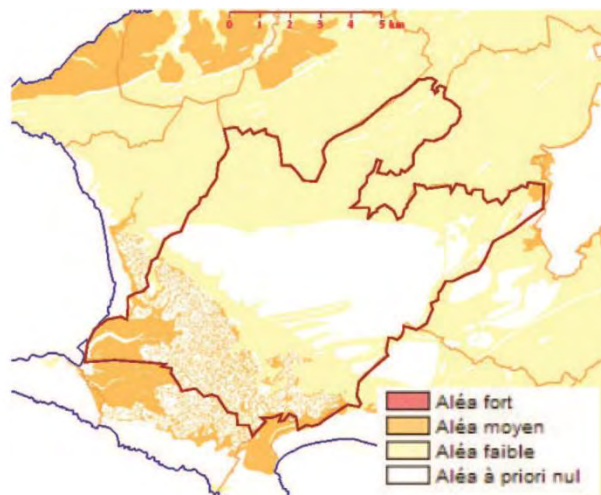 0 1 2 3 4 5 km
Aléa fort
Aléa moyen
Aléa faible
Aléa à priori nul